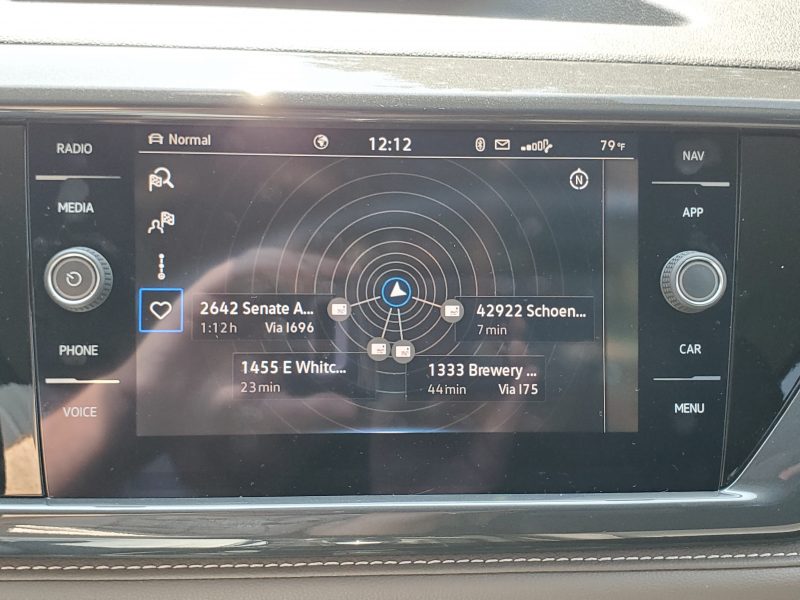 RADIO
MEDIA
PHONE
VOICE
Normal
12:12
79°F
N
2642 Senate A...
1:12h Via I696
42922 Schoen...
7min
1455 E Whitc...
23min
1333 Brewery ...
44min Via I75
NAV
APP
CAR
MENU